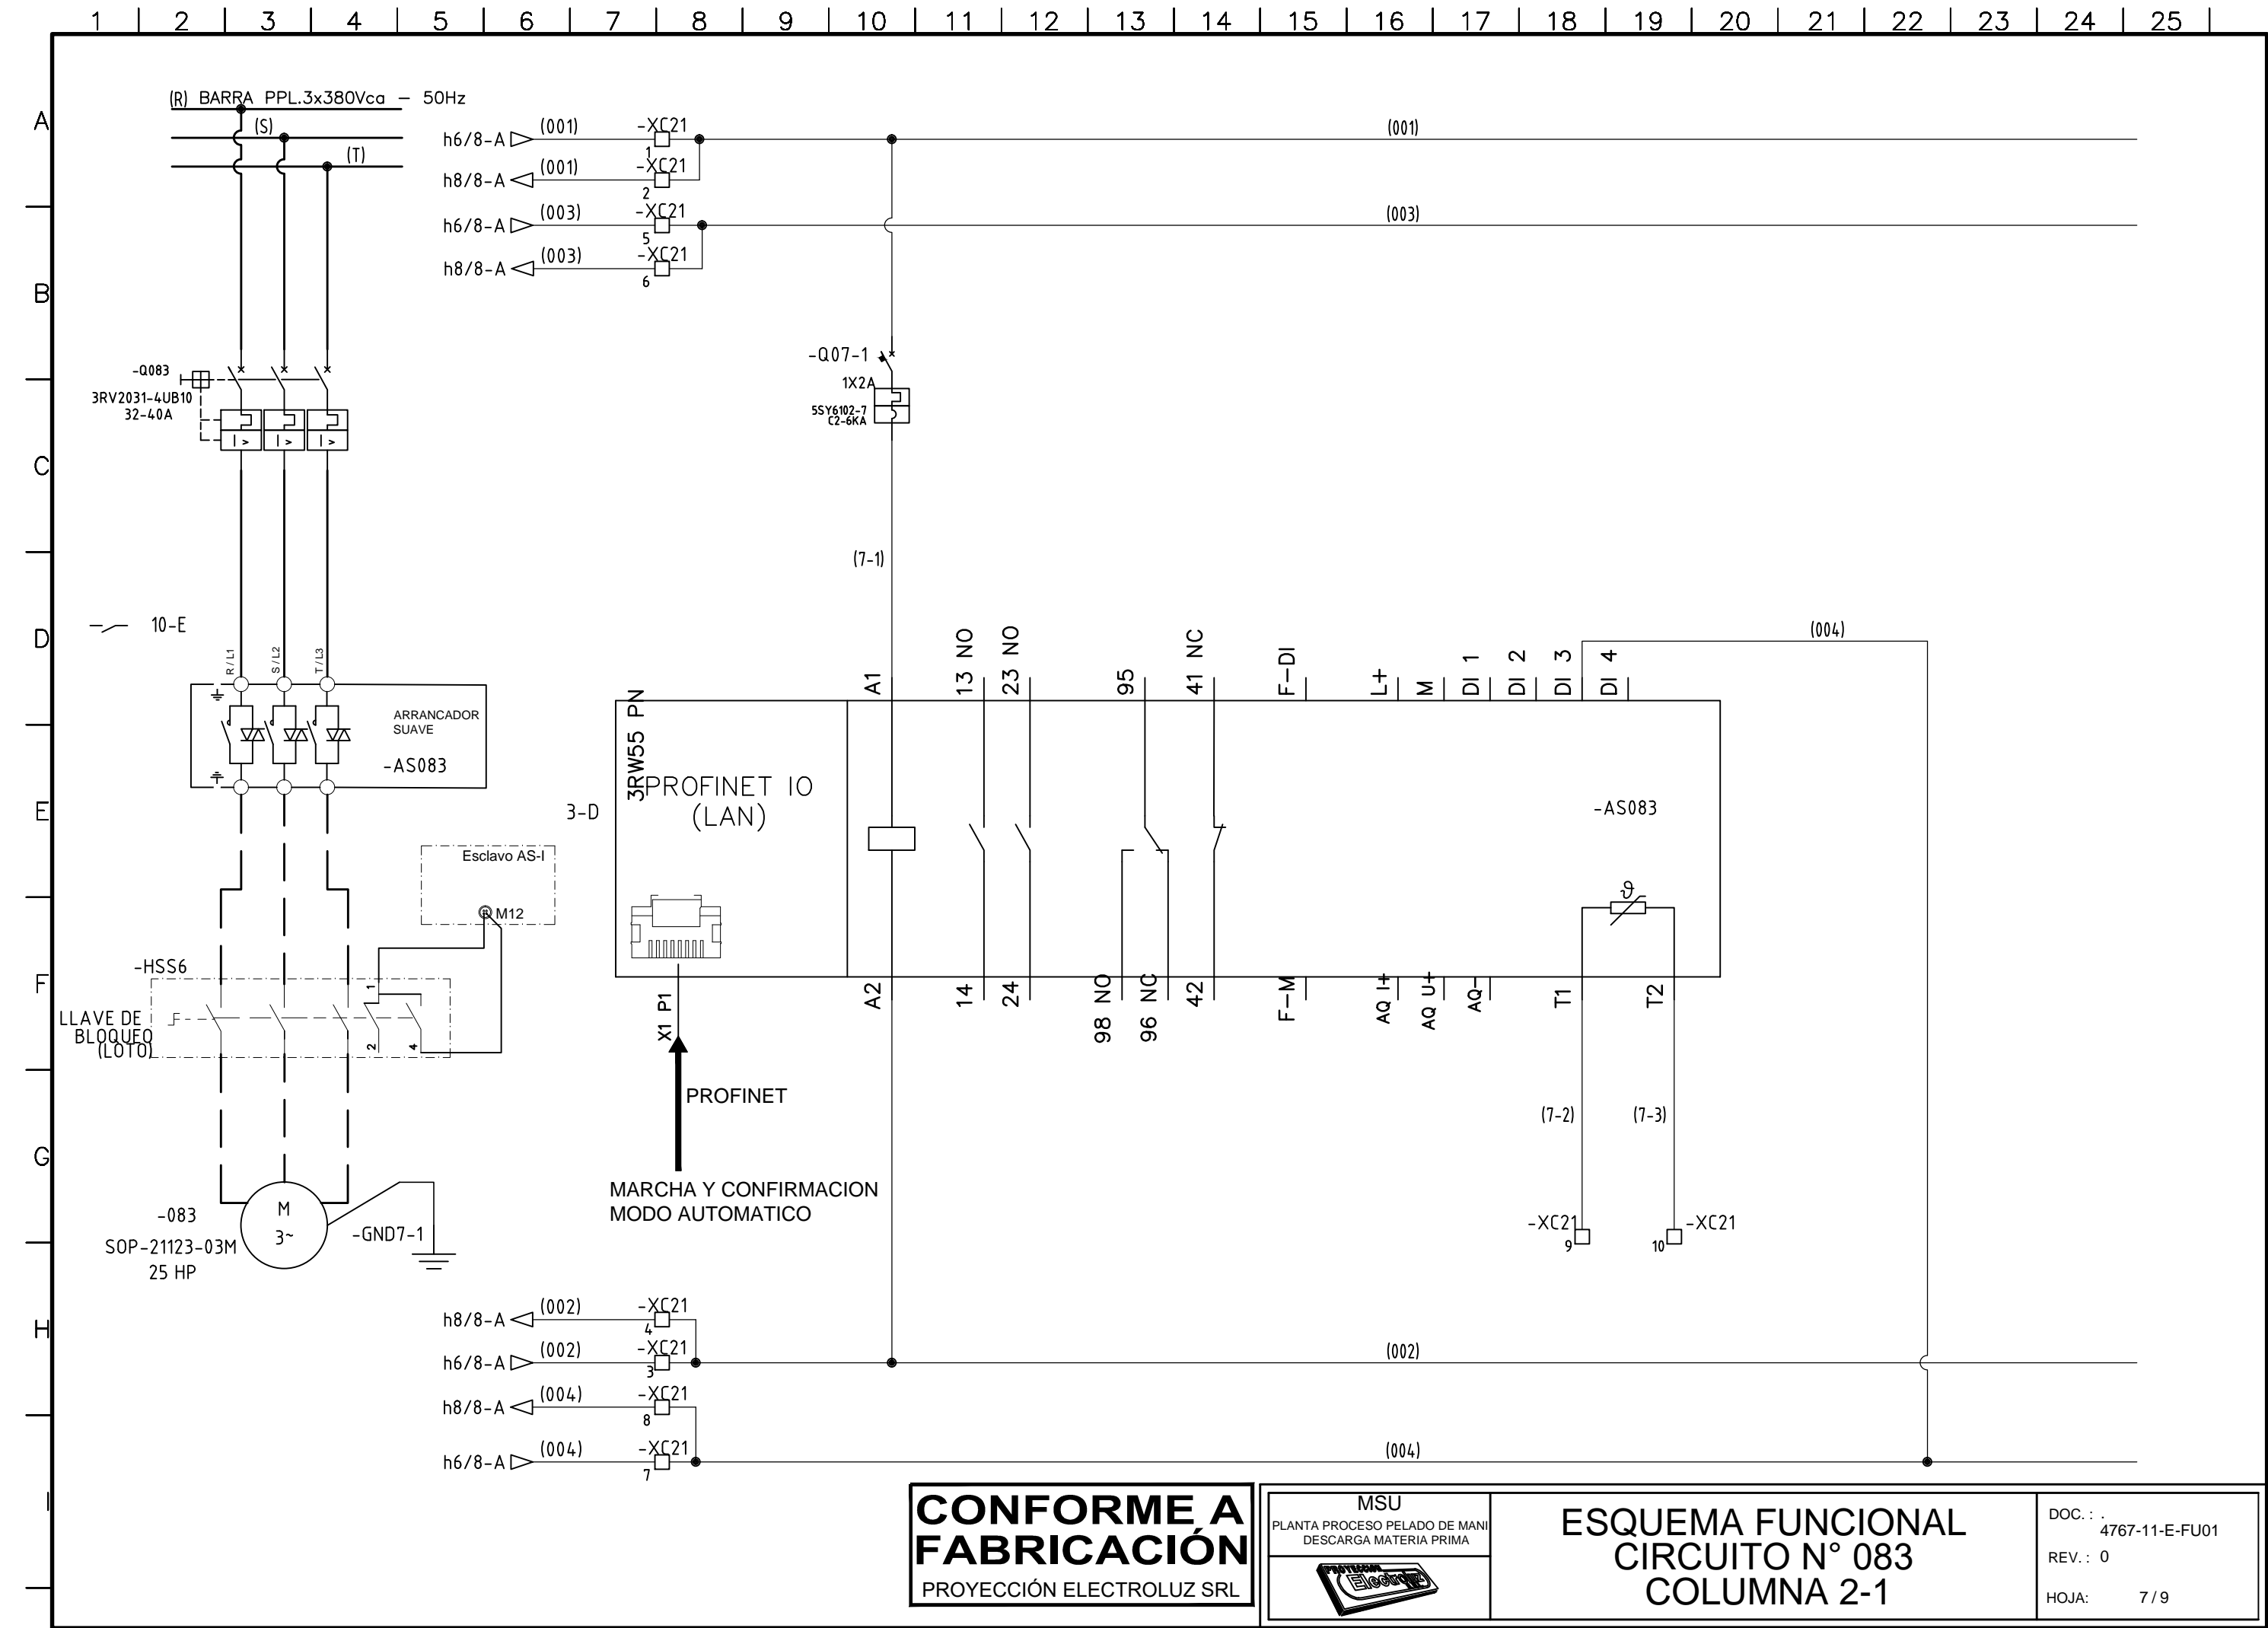 1 2 3 4 5 6 7 8 9 10 11 12 13 14 15 16 17 18 19 20 21 22 23 24 25
A
B
C
D
E
F
G
H
I
(R) BARRA PPL.3x380Vca - 50Hz
(S)
(T)
h6/8-A (001) -XC21 1
(001)
h8/8-A (001) -XC21 2
h6/8-A (003) -XC21 5
(003)
h8/8-A (003) -XC21 6
-Q083
3RV2031-4UB10
32-40A
I > I > I >
-Q07-1
1X2A
5SY6102-7
C2-6KA
(7-1)
10-E
R / L1
S / L2
T / L3
ARRANCADOR
SUAVE
-AS083
3-D
3RW55 PN
PROFINET IO
(LAN)
A1
13 NO
23 NO
95
41 NC
F-DI
L+
M
DI 1
DI 2
DI 3
DI 4
(004)
-AS083
ϑ
Esclavo AS-I
M12
-HSS6
LLAVE DE
BLOQUEO
(LOTO)
1
2
4
X1 P1
A2
14
24
98 NO
96 NC
42
F-M
AQ I+
AQ U+
AQ-
T1
T2
PROFINET
MARCHA Y CONFIRMACION
MODO AUTOMATICO
(7-2)
(7-3)
-XC21 9
-XC21 10
-083
SOP-21123-03M
25 HP
M
3~
-GND7-1
h8/8-A (002) -XC21 4
h6/8-A (002) -XC21 3
(002)
h8/8-A (004) -XC21 8
h6/8-A (004) -XC21 7
(004)
CONFORME A
FABRICACIÓN
PROYECCIÓN ELECTROLUZ SRL
MSU
PLANTA PROCESO PELADO DE MANI
DESCARGA MATERIA PRIMA
PROYECCION
Electroluz
ESQUEMA FUNCIONAL
CIRCUITO N° 083
COLUMNA 2-1
DOC. : .
4767-11-E-FU01
REV. : 0
HOJA: 7 / 9